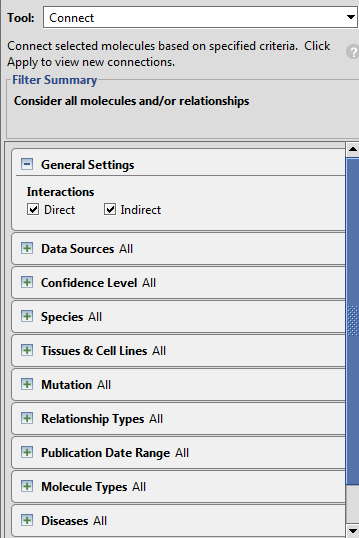 Tool: Connect
Connect selected molecules based on specified criteria. Click
Apply to view new connections.
?
Filter Summary
Consider all molecules and/or relationships
General Settings
Interactions
Direct Indirect
Data Sources All
Confidence Level All
Species All
Tissues & Cell Lines All
Mutation All
Relationship Types All
Publication Date Range All
Molecule Types All
Diseases All